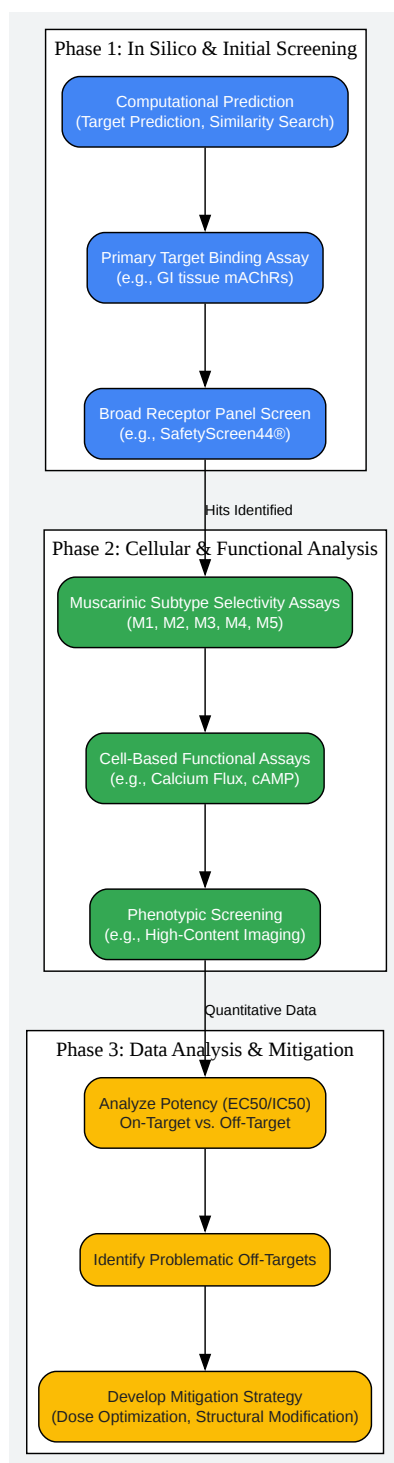 Phase 1: In Silico & Initial Screening
Computational Prediction
(Target Prediction, Similarity Search)
Primary Target Binding Assay
(e.g., GI tissue mAChRs)
Broad Receptor Panel Screen
(e.g., SafetyScreen44®)
Hits Identified
Phase 2: Cellular & Functional Analysis
Muscarinic Subtype Selectivity Assays
(M1, M2, M3, M4, M5)
Cell-Based Functional Assays
(e.g., Calcium Flux, cAMP)
Phenotypic Screening
(e.g., High-Content Imaging)
Quantitative Data
Phase 3: Data Analysis & Mitigation
Analyze Potency (EC50/IC50)
On-Target vs. Off-Target
Identify Problematic Off-Targets
Develop Mitigation Strategy
(Dose Optimization, Structural Modification)